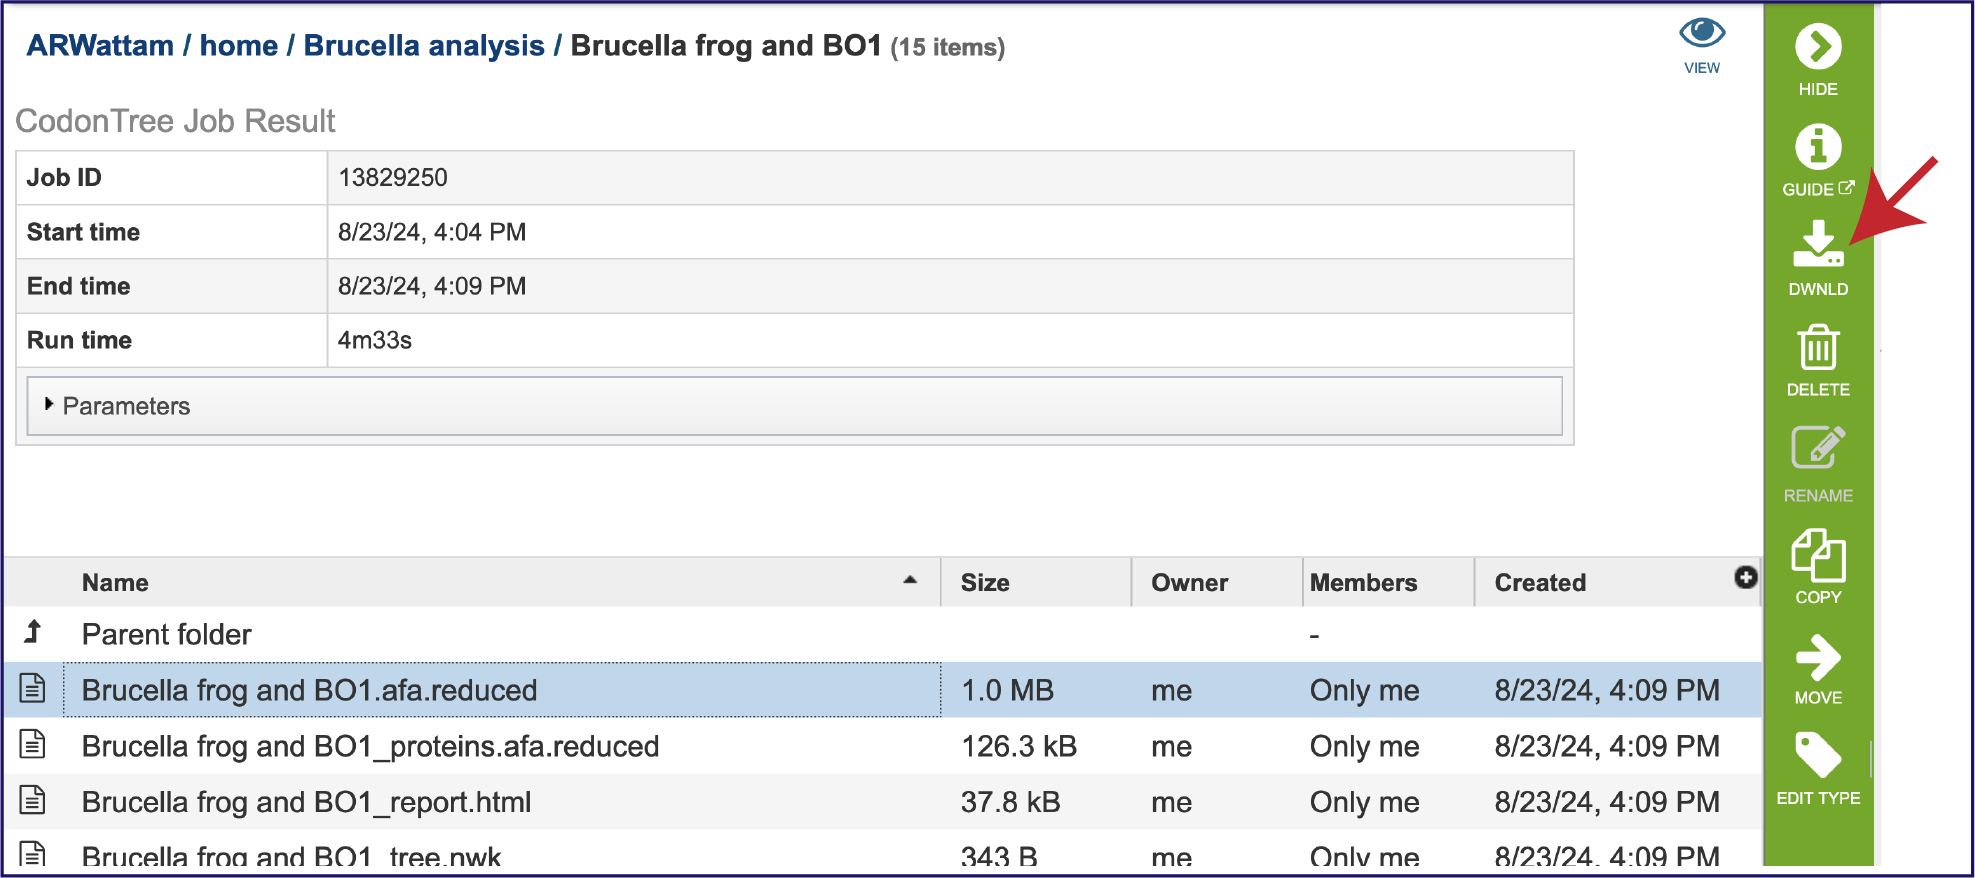 ARWattam / home / Brucella analysis / Brucella frog and BO1 (15 items)
VIEW
CodonTree Job Result
Job ID 13829250
Start time 8/23/24, 4:04 PM
End time 8/23/24, 4:09 PM
Run time 4m33s
Parameters
Name Size Owner Members Created
Parent folder -
Brucella frog and BO1.afa.reduced 1.0 MB me Only me 8/23/24, 4:09 PM
Brucella frog and BO1_proteins.afa.reduced 126.3 kB me Only me 8/23/24, 4:09 PM
Brucella frog and BO1_report.html 37.8 kB me Only me 8/23/24, 4:09 PM
Brucella frog and BO1_tree.nwk 343 B me Only me 8/23/24, 4:09 PM
HIDE
GUIDE
DWNLD
DELETE
RENAME
COPY
MOVE
EDIT TYPE